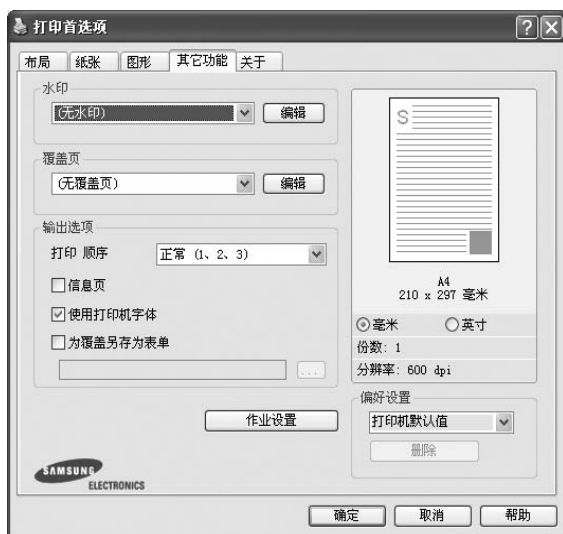 打印首选项
布局 纸张 图形 其它功能 关于
水印
(无水印) 编辑
覆盖页
(无覆盖页) 编辑
输出选项
打印 顺序 正常 (1、2、3)
信息页
使用打印机字体
为覆盖另存为表单
...
作业设置
SAMSUNG
ELECTRONICS
S
A4
210 x 297 毫米
毫米 英寸
份数: 1
分辨率: 600 dpi
偏好设置
打印机默认值
删除
确定 取消 帮助